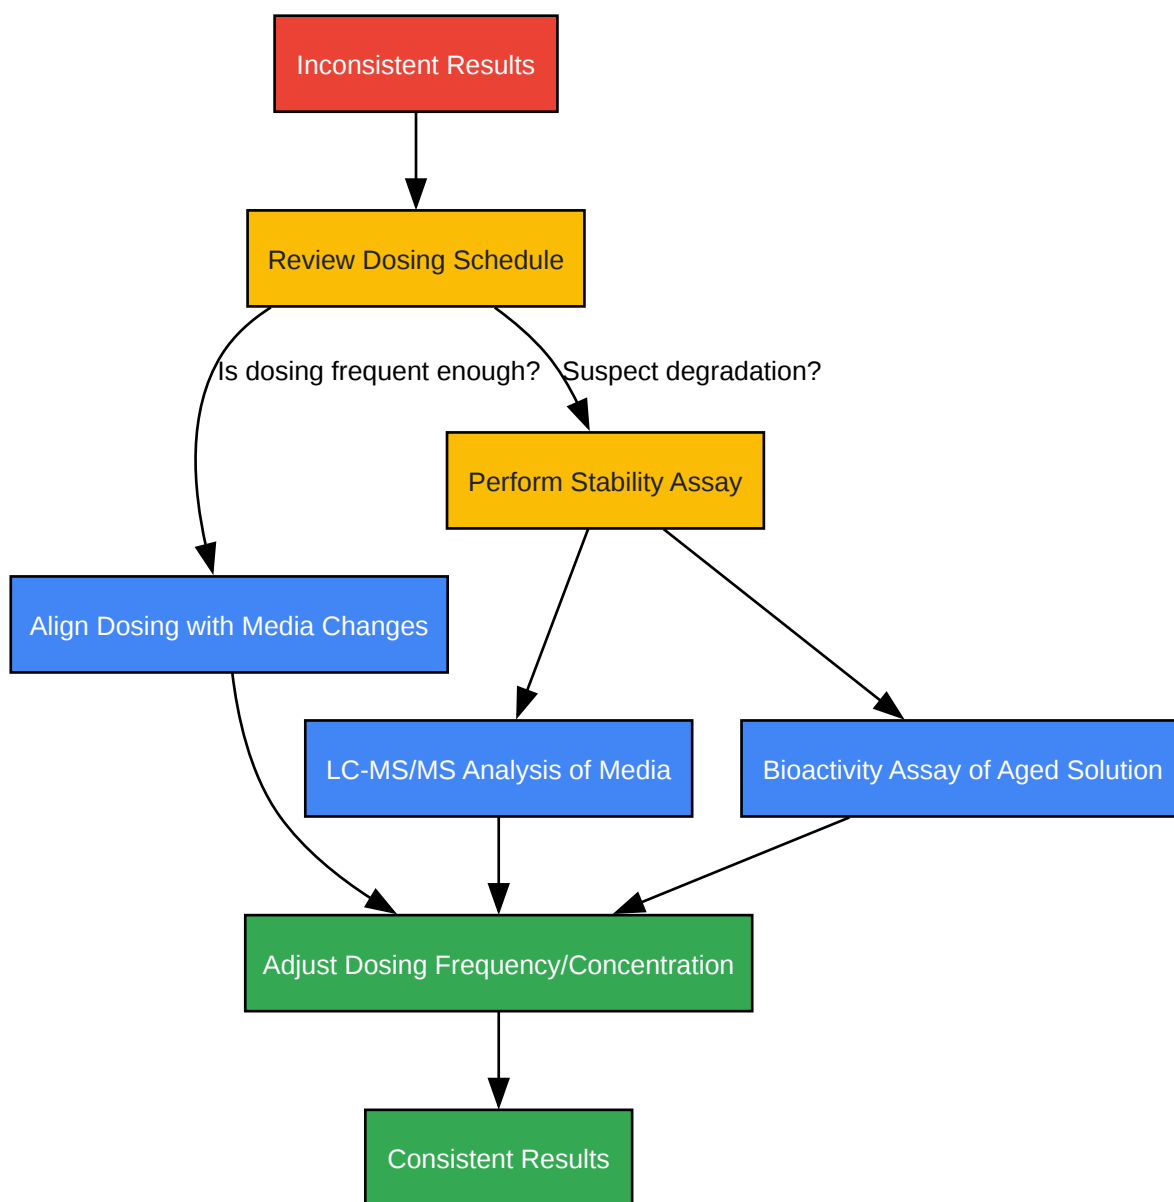 Inconsistent Results
Review Dosing Schedule
Is dosing frequent enough?
Suspect degradation?
Perform Stability Assay
Align Dosing with Media Changes
LC-MS/MS Analysis of Media
Bioactivity Assay of Aged Solution
Adjust Dosing Frequency/Concentration
Consistent Results